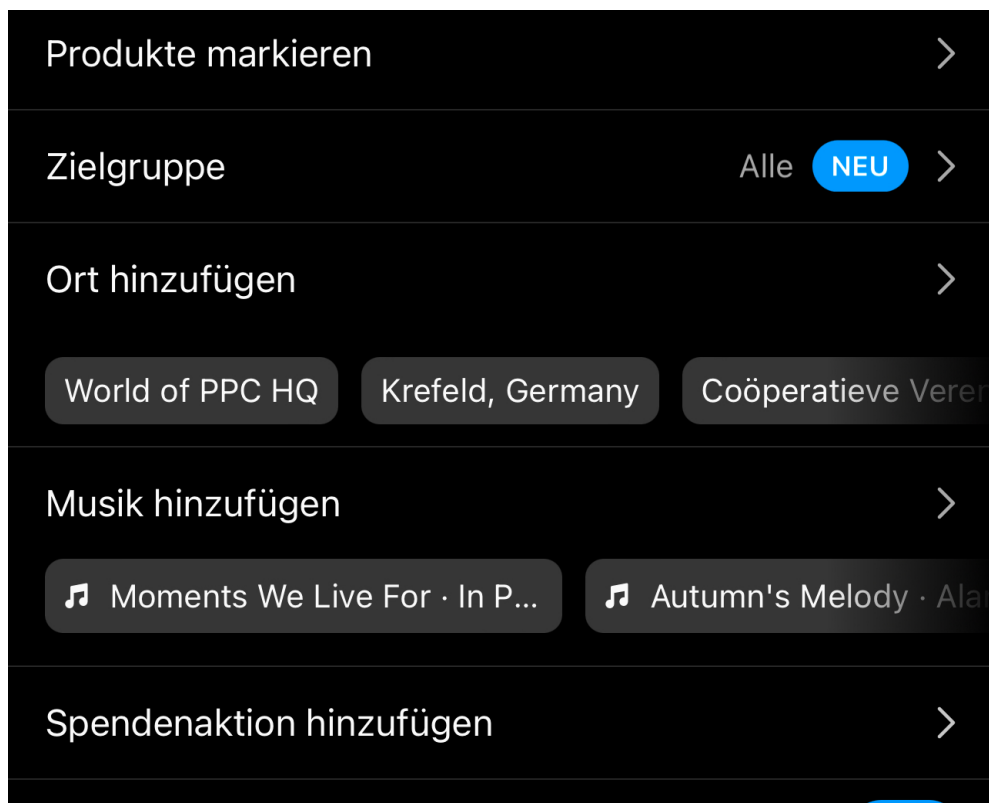 Produkte markieren
Zielgruppe Alle NEU
Ort hinzufügen
World of PPC HQ Krefeld, Germany Coöperatieve
Musik hinzufügen
Moments We Live For · In P... Autumn's Melody ·
Spendenaktion hinzufügen